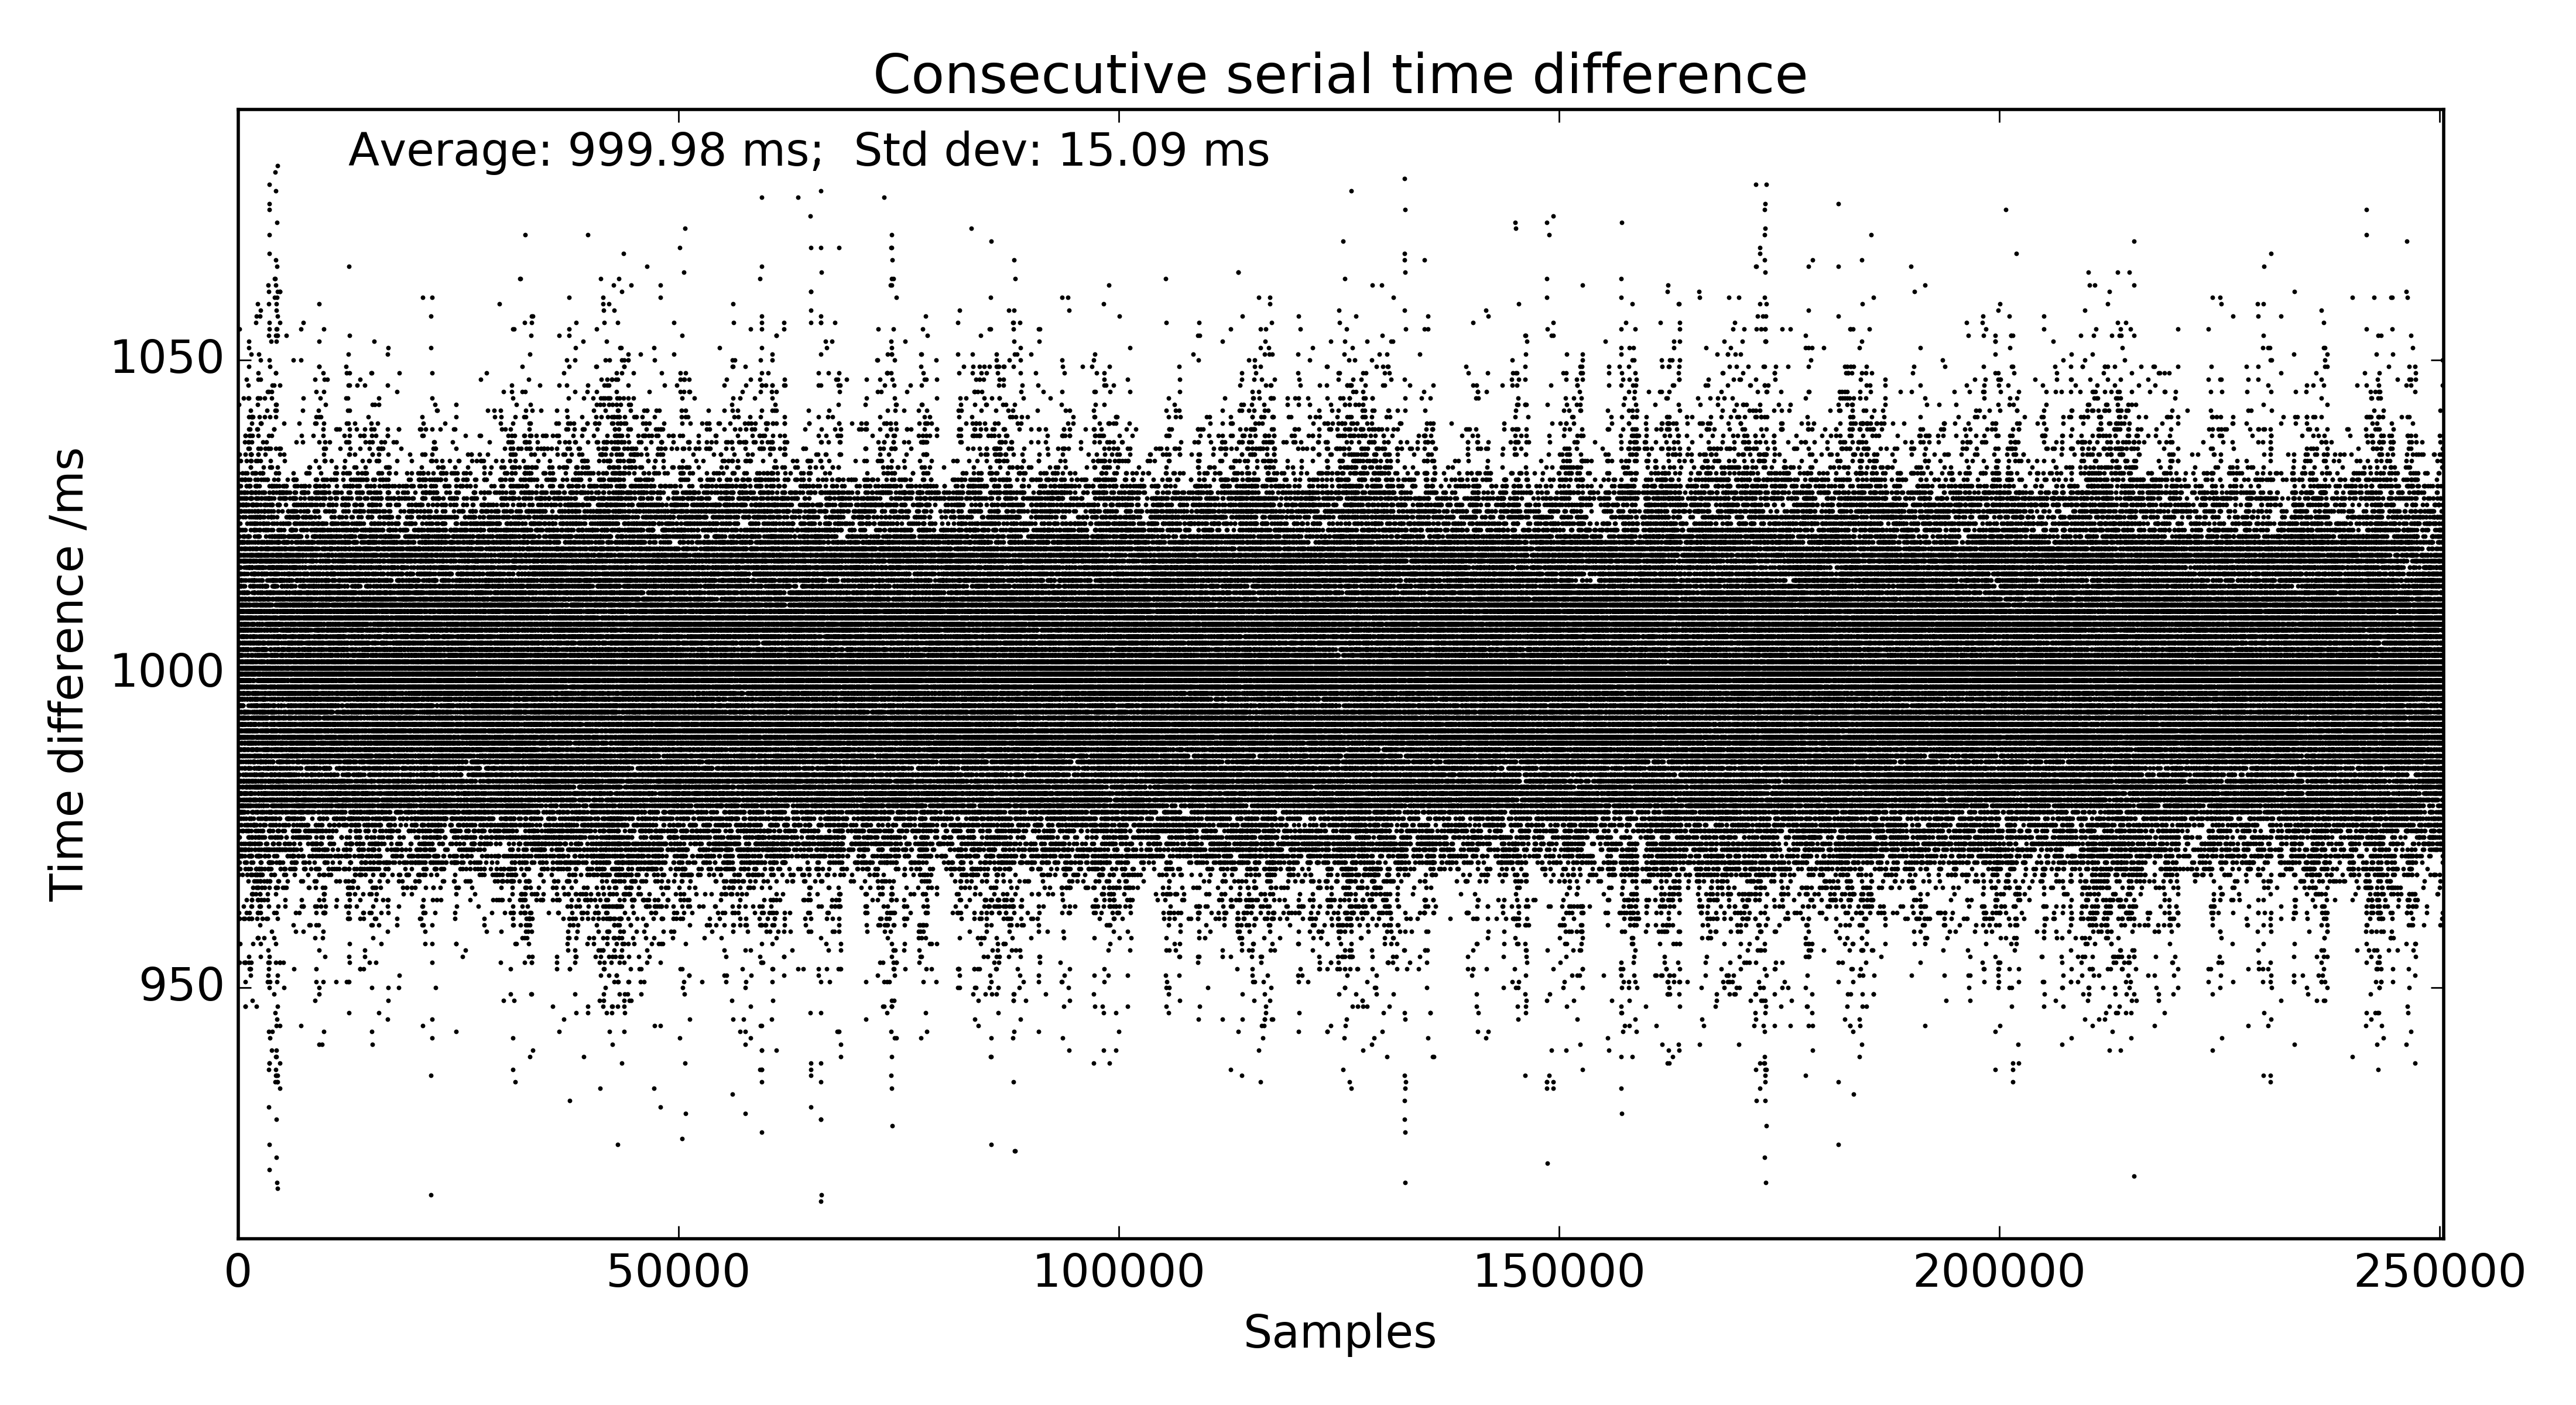 Consecutive serial time difference
Average: 999.98 ms;  Std dev: 15.09 ms
Time difference /ms
1050
1000
950
0 50000 100000 150000 200000 250000
Samples